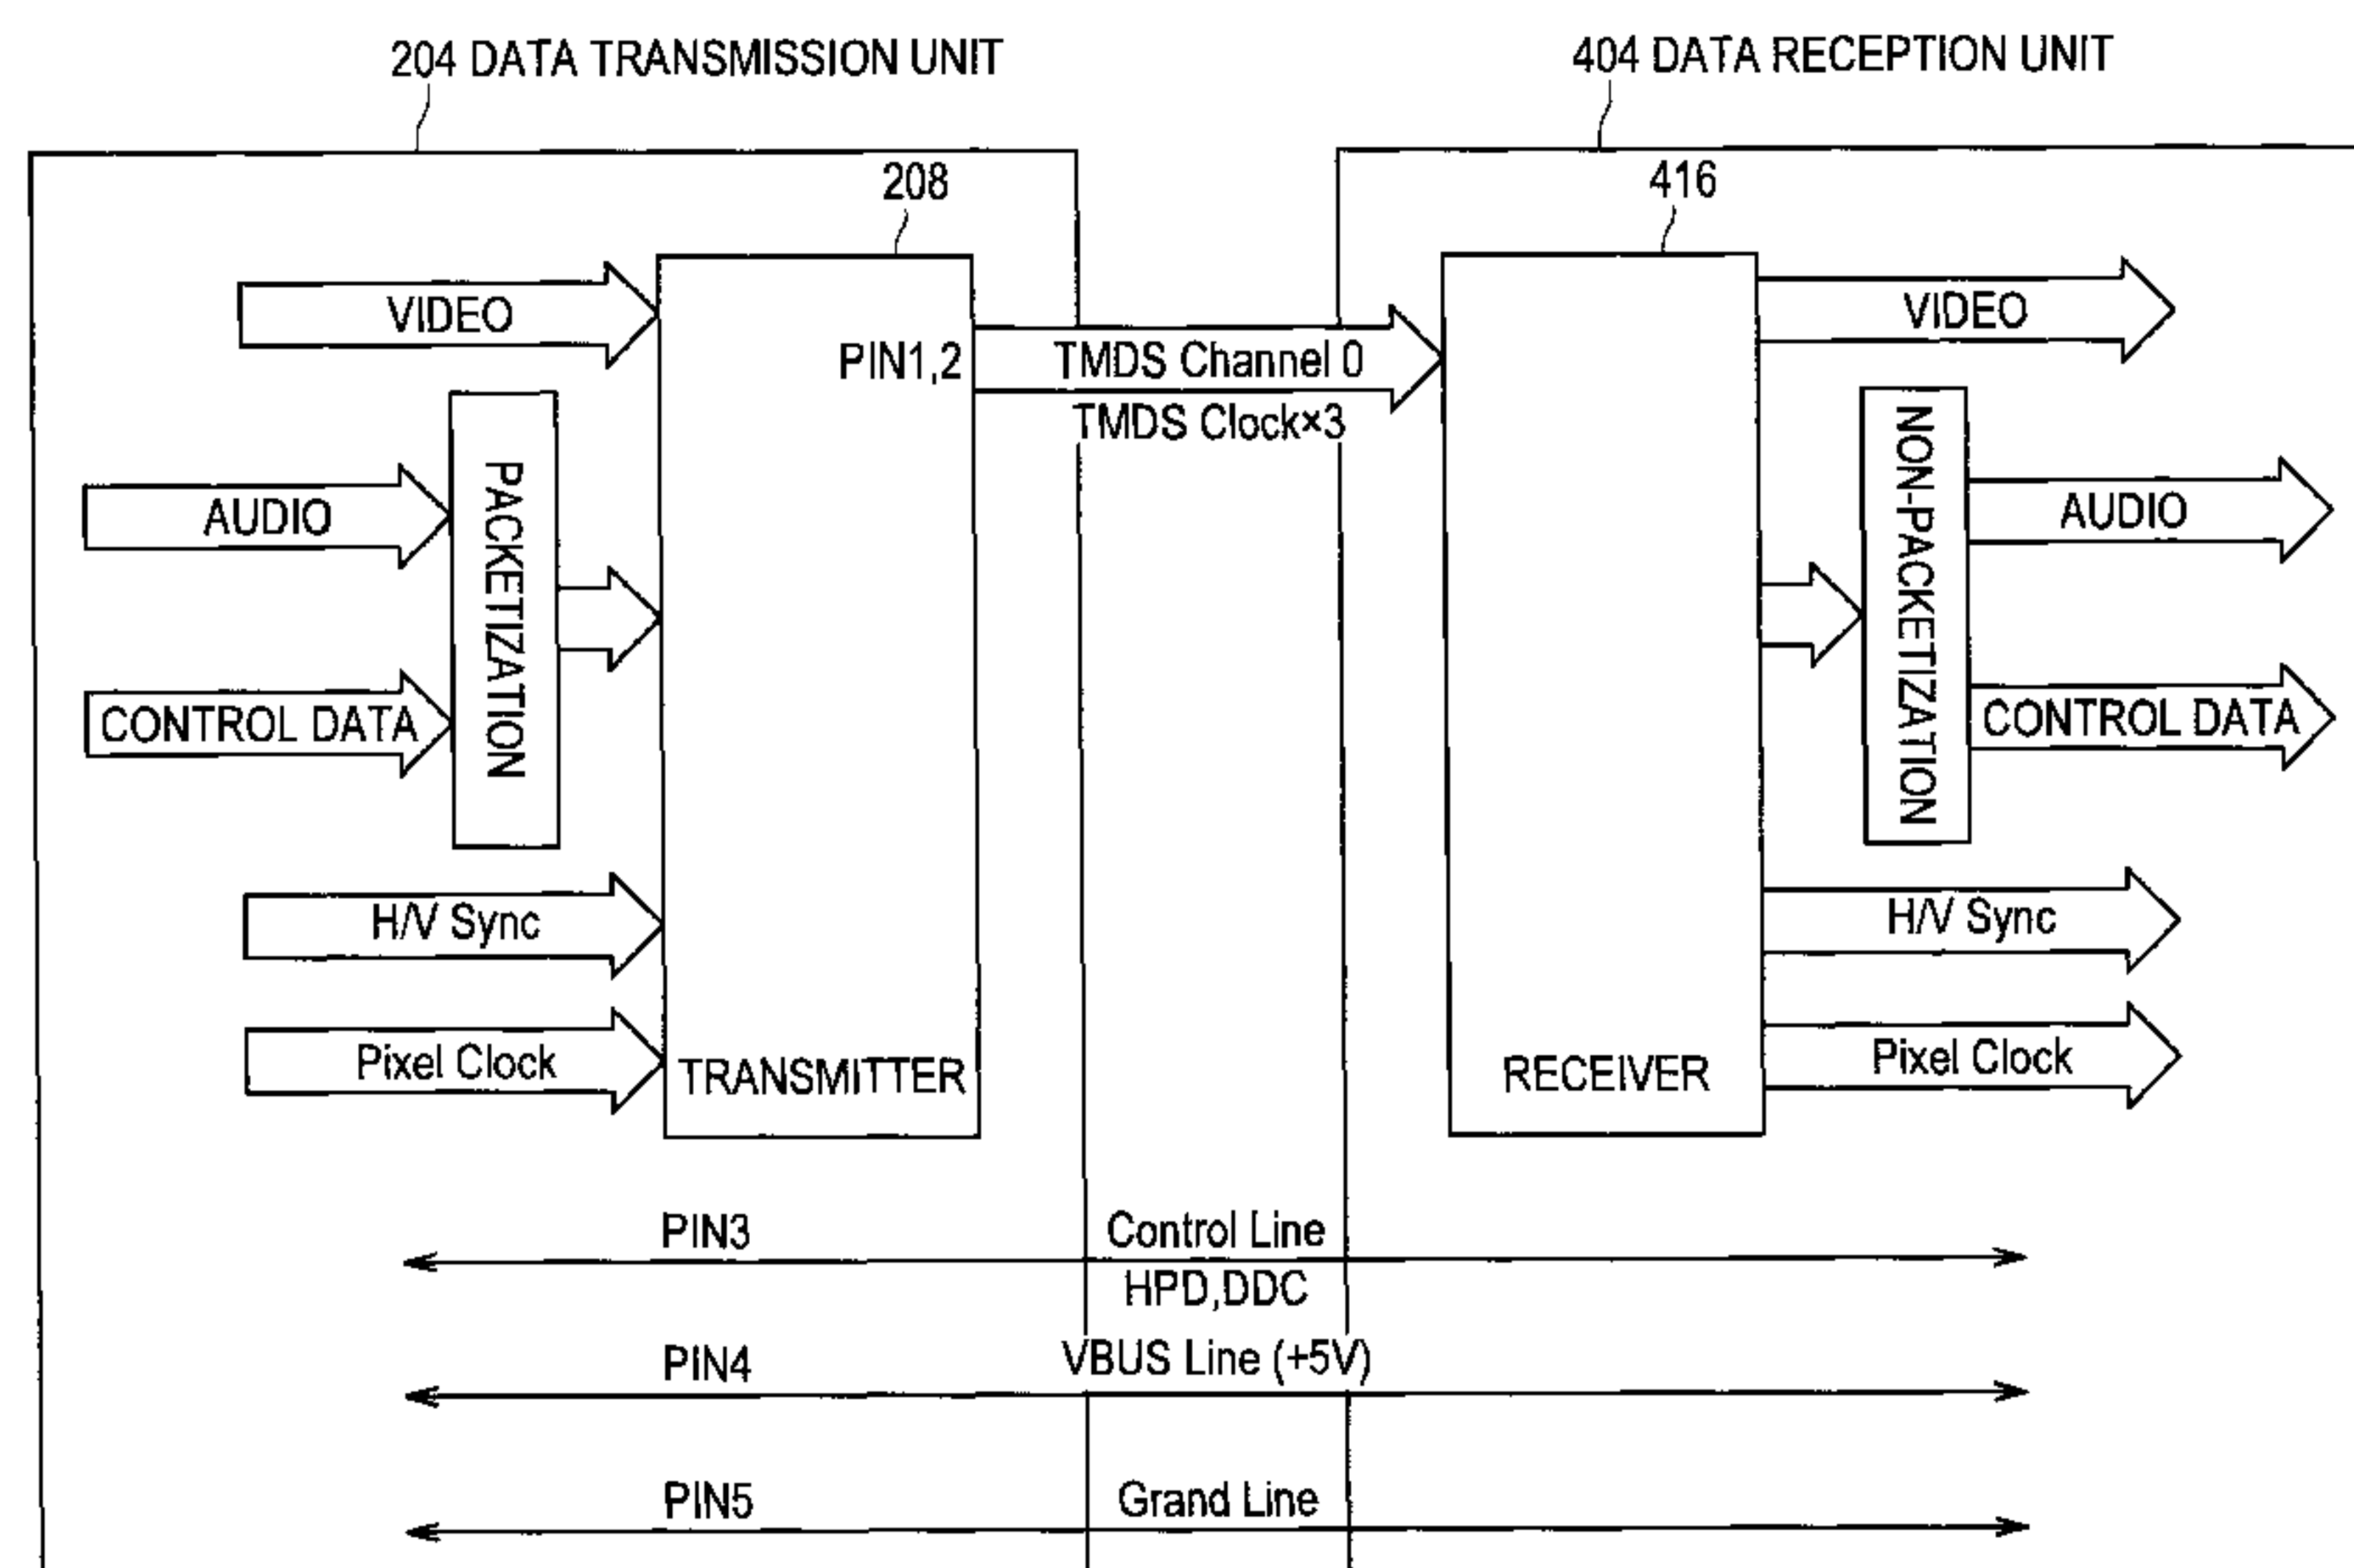 204 DATA TRANSMISSION UNIT
404 DATA RECEPTION UNIT
208
416
VIDEO
PIN1,2
TMDS Channel 0
TMDS Clock×3
VIDEO
AUDIO
PACKETIZATION
CONTROL DATA
NON-PACKETIZATION
AUDIO
CONTROL DATA
H/V Sync
H/V Sync
Pixel Clock
TRANSMITTER
RECEIVER
Pixel Clock
PIN3
Control Line
HPD,DDC
PIN4
VBUS Line (+5V)
PIN5
Grand Line